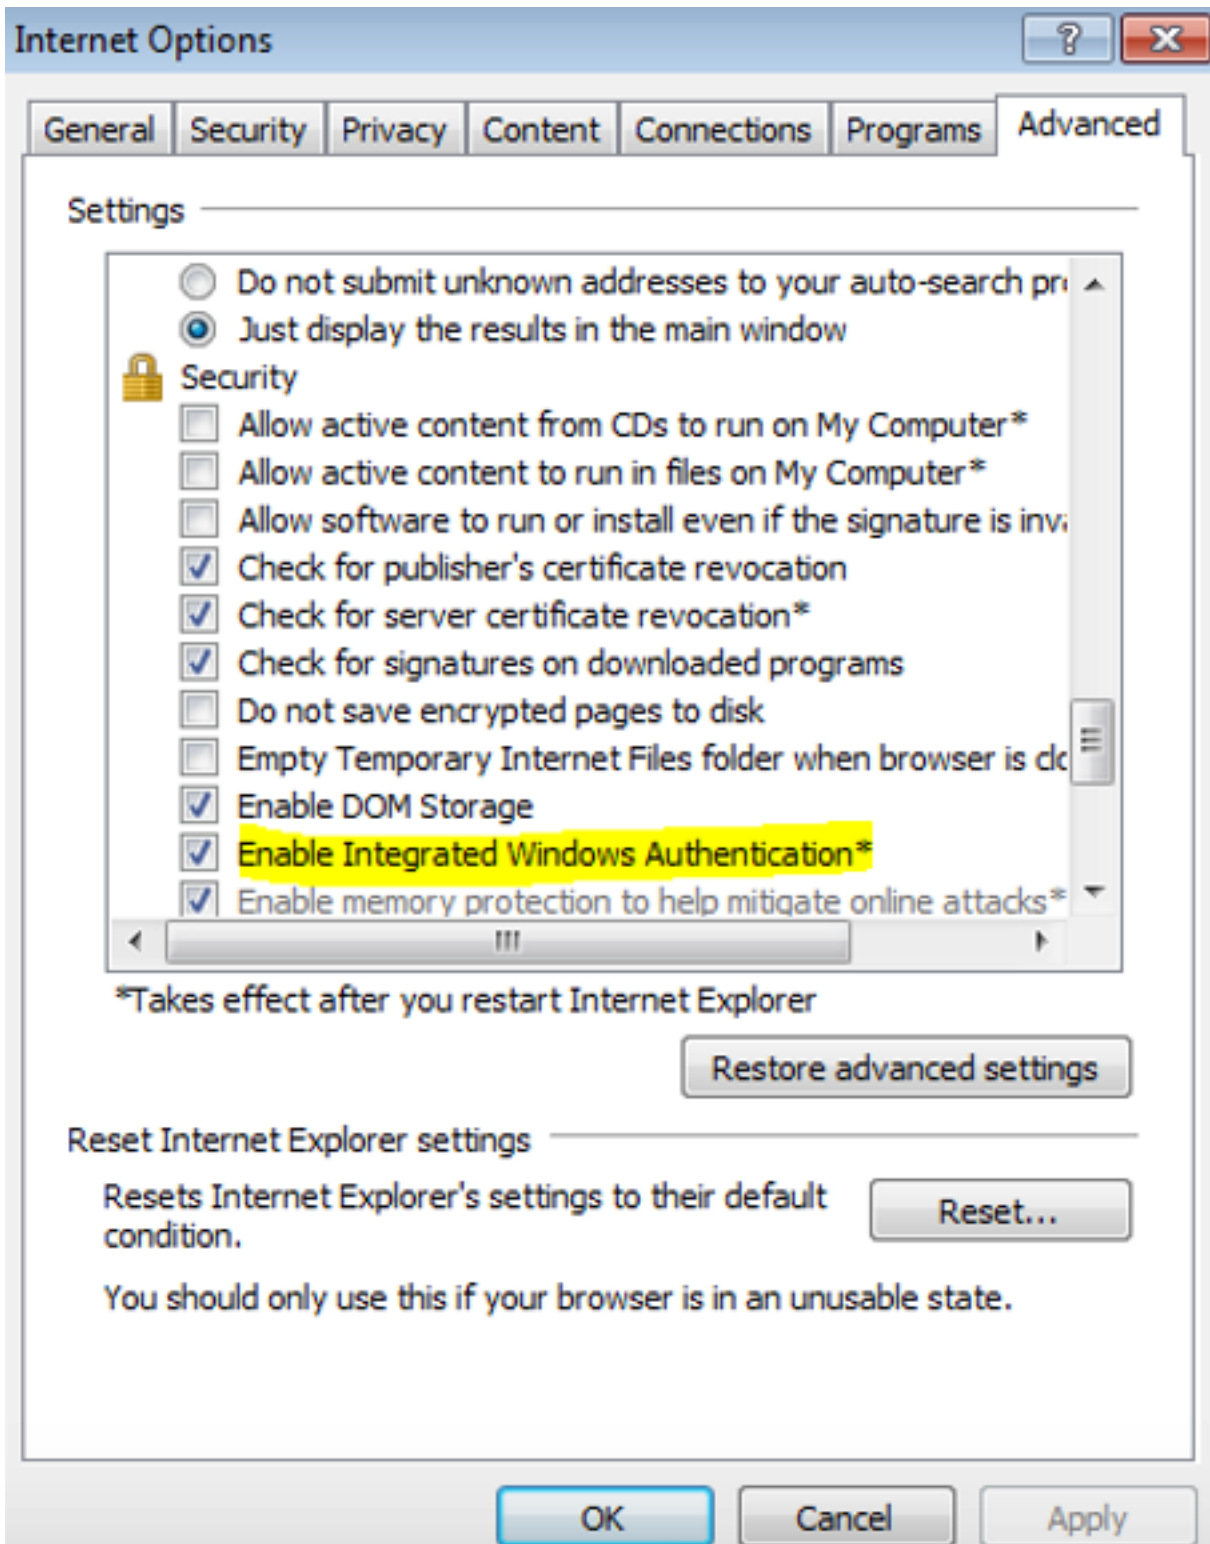 Internet Options
General Security Privacy Content Connections Programs Advanced
Settings
Do not submit unknown addresses to your auto-search
Just display the results in the main window
Security
Allow active content from CDs to run on My Computer*
Allow active content to run in files on My Computer*
Allow software to run or install even if the signature is
Check for publisher's certificate revocation
Check for server certificate revocation*
Check for signatures on downloaded programs
Do not save encrypted pages to disk
Empty Temporary Internet Files folder when browser is
Enable DOM Storage
Enable Integrated Windows Authentication*
Enable memory protection to help mitigate online attacks*
*Takes effect after you restart Internet Explorer
Restore advanced settings
Reset Internet Explorer settings
Resets Internet Explorer's settings to their default
condition.
Reset...
You should only use this if your browser is in an unusable state.
OK Cancel Apply